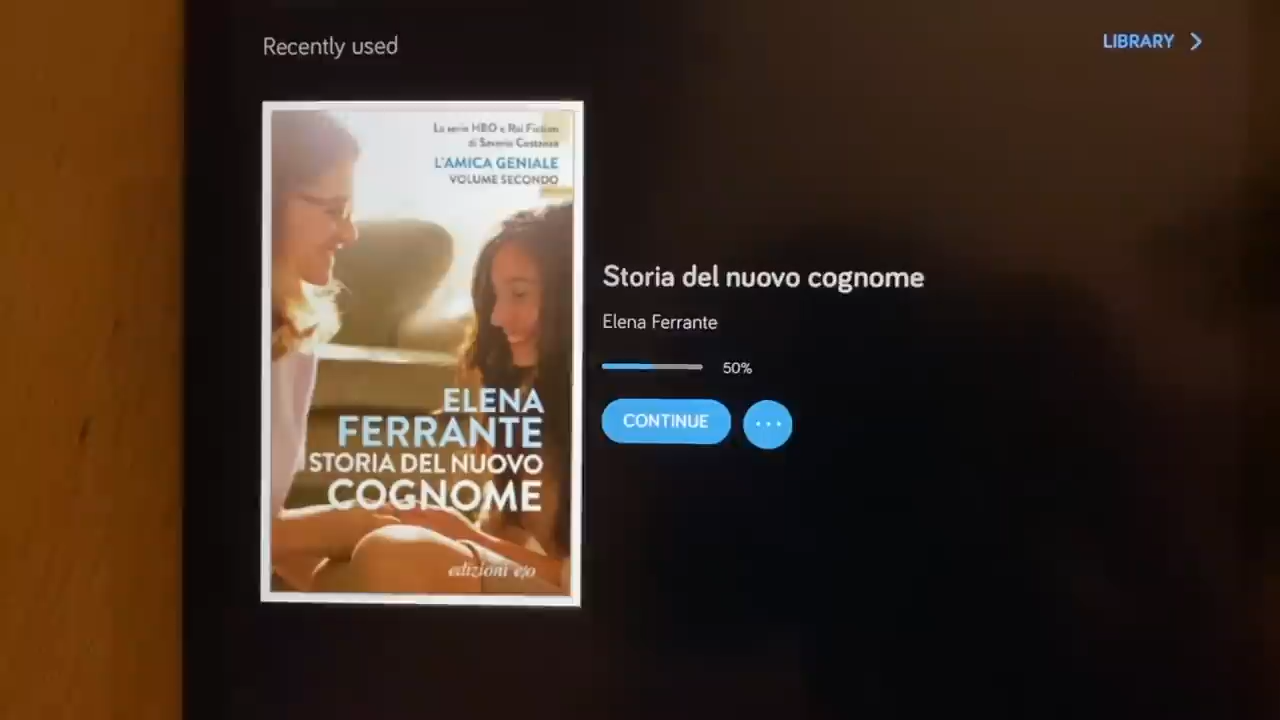 Recently used
LIBRARY
La serie HBO e Rai Fiction
di Saverio Costanzo
L'AMICA GENIALE
VOLUME SECONDO
ELENA
FERRANTE
STORIA DEL NUOVO
COGNOME
edizioni e/o
Storia del nuovo cognome
Elena Ferrante
50%
CONTINUE